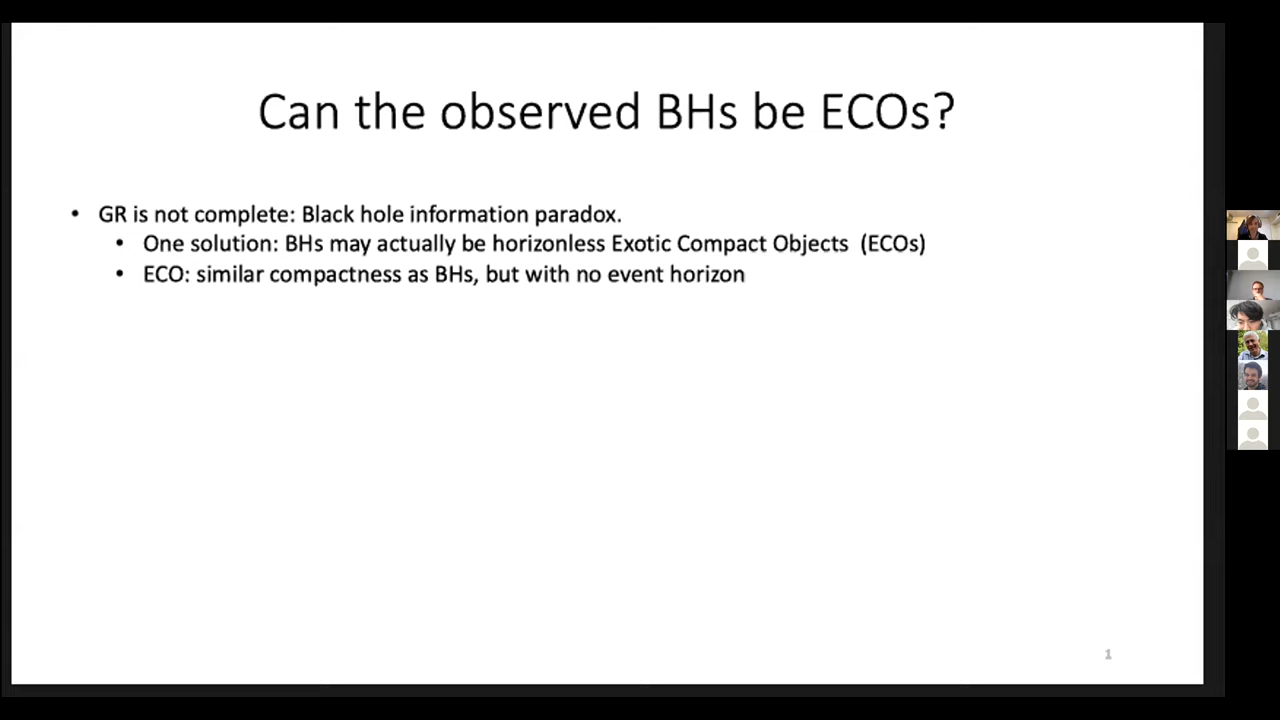 Can the observed BHs be ECOs?
• GR is not complete: Black hole information paradox.
• One solution: BHs may actually be horizonless Exotic Compact Objects (ECOs)
• ECO: similar compactness as BHs, but with no event horizon
1